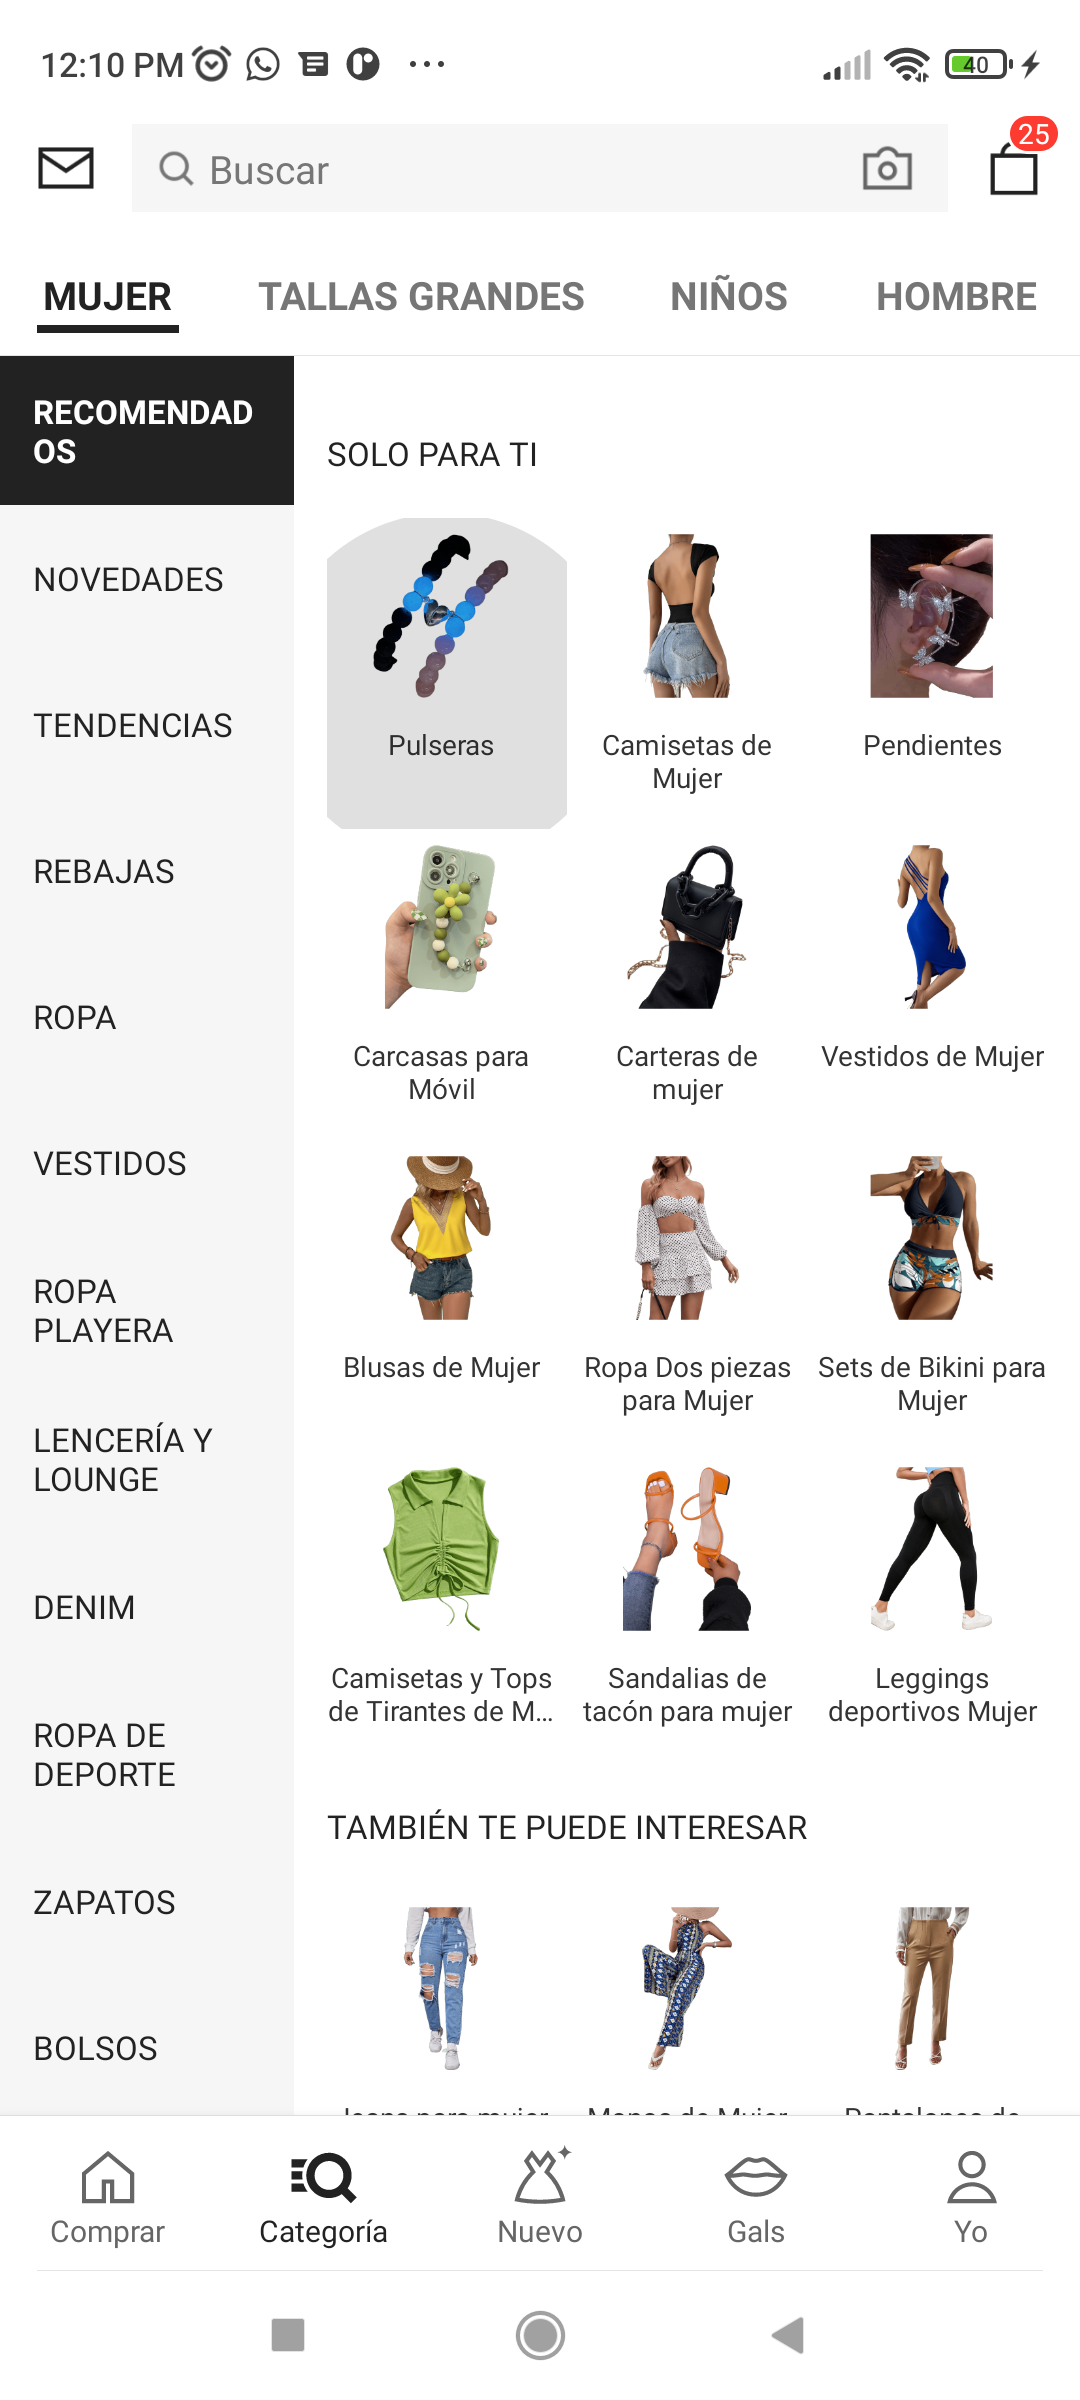 12:10 PM
40
Buscar
25
MUJER
TALLAS GRANDES
NIÑOS
HOMBRE
RECOMENDAD
OS
NOVEDADES
TENDENCIAS
REBAJAS
ROPA
VESTIDOS
ROPA
PLAYERA
LENCERÍA Y
LOUNGE
DENIM
ROPA DE
DEPORTE
ZAPATOS
BOLSOS
SOLO PARA TI
Pulseras
Camisetas de
Mujer
Pendientes
Carcasas para
Móvil
Carteras de
mujer
Vestidos de Mujer
Blusas de Mujer
Ropa Dos piezas
para Mujer
Sets de Bikini para
Mujer
Camisetas y Tops
de Tirantes de M...
Sandalias de
tacón para mujer
Leggings
deportivos Mujer
TAMBIÉN TE PUEDE INTERESAR
Comprar
Categoría
Nuevo
Gals
Yo